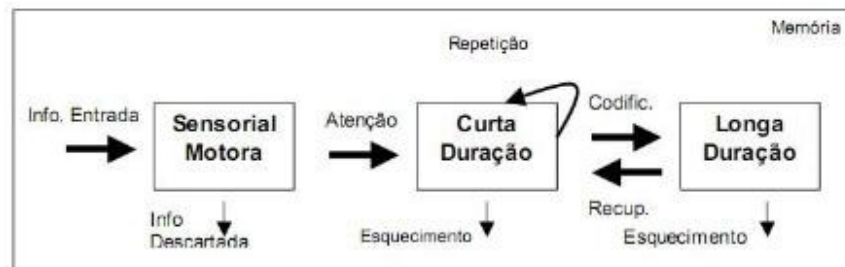 Memória
Repetição
Info. Entrada
Sensorial
Motora
Atenção
Curta
Duração
Codific.
Longa
Duração
Recup.
Info
Descartada
Esquecimento
Esquecimento